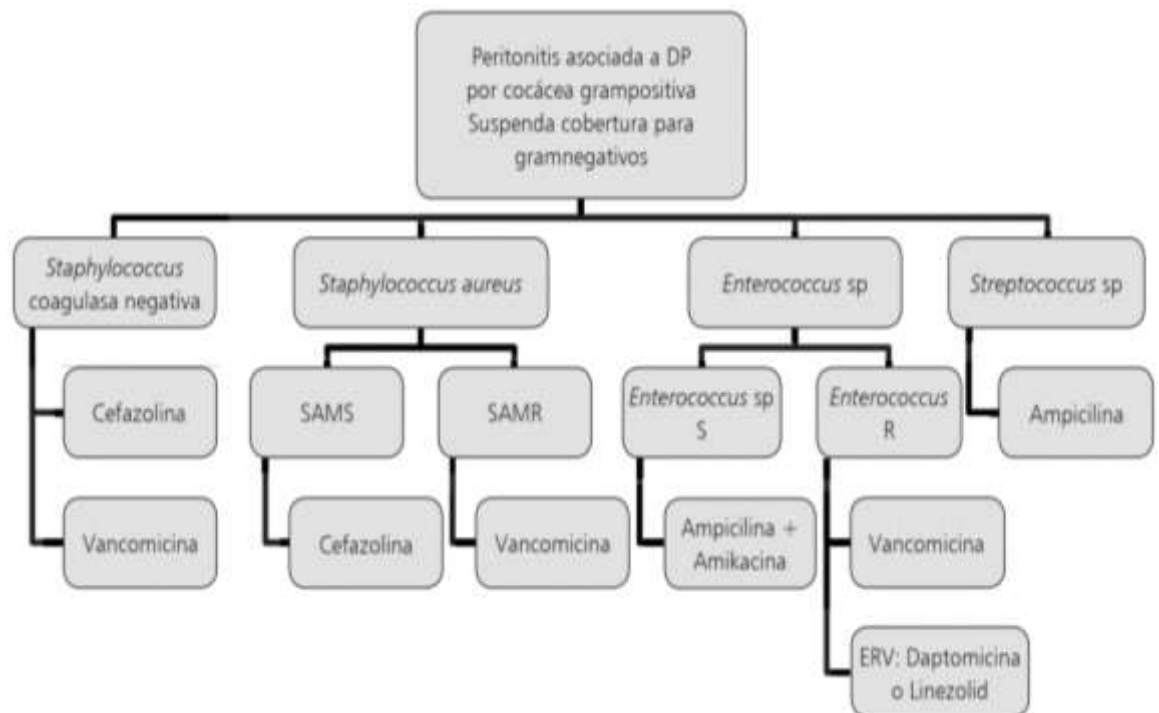 Peritonitis asociada a DP
por cocácea grampositiva
Suspenda cobertura para
gramnegativos
Staphylococcus
coagulasa negativa
Staphylococcus aureus
Enterococcus sp
Streptococcus sp
Cefazolina
SAMS
SAMR
Enterococcus sp
S
Enterococcus
R
Ampicilina
Vancomicina
Cefazolina
Vancomicina
Ampicilina +
Amikacina
Vancomicina
ERV: Daptomicina
o Linezolid